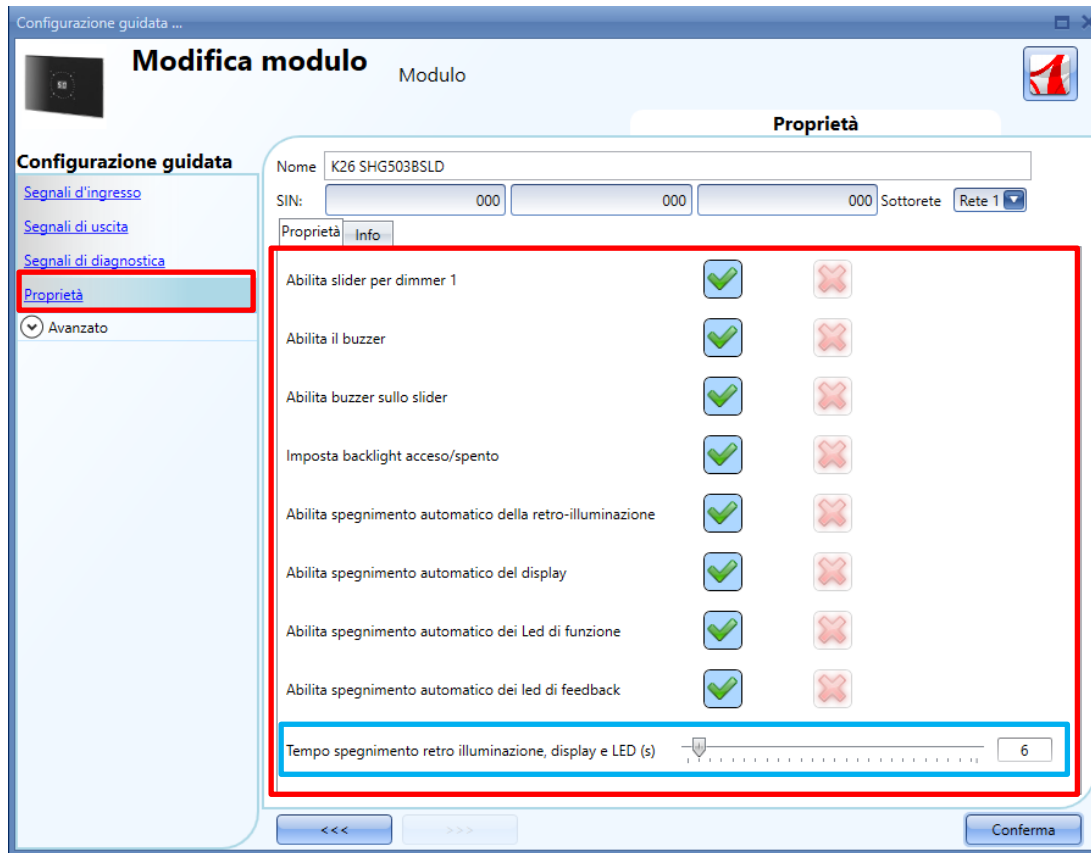 Configurazione guidata ...
Modifica modulo Modulo
Proprietà
Configurazione guidata
Segnali d'ingresso
Segnali di uscita
Segnali di diagnostica
Proprietà
Avanzato
Nome K26 SHG503BSLD
SIN: 000 000 000 Sottorete Rete 1
Proprietà Info
Abilita slider per dimmer 1
Abilita il buzzer
Abilita buzzer sullo slider
Imposta backlight acceso/spento
Abilita spegnimento automatico della retro-illuminazione
Abilita spegnimento automatico del display
Abilita spegnimento automatico dei Led di funzione
Abilita spegnimento automatico dei led di feedback
Tempo spegnimento retro illuminazione, display e LED (s) 6
<<< >>> Conferma